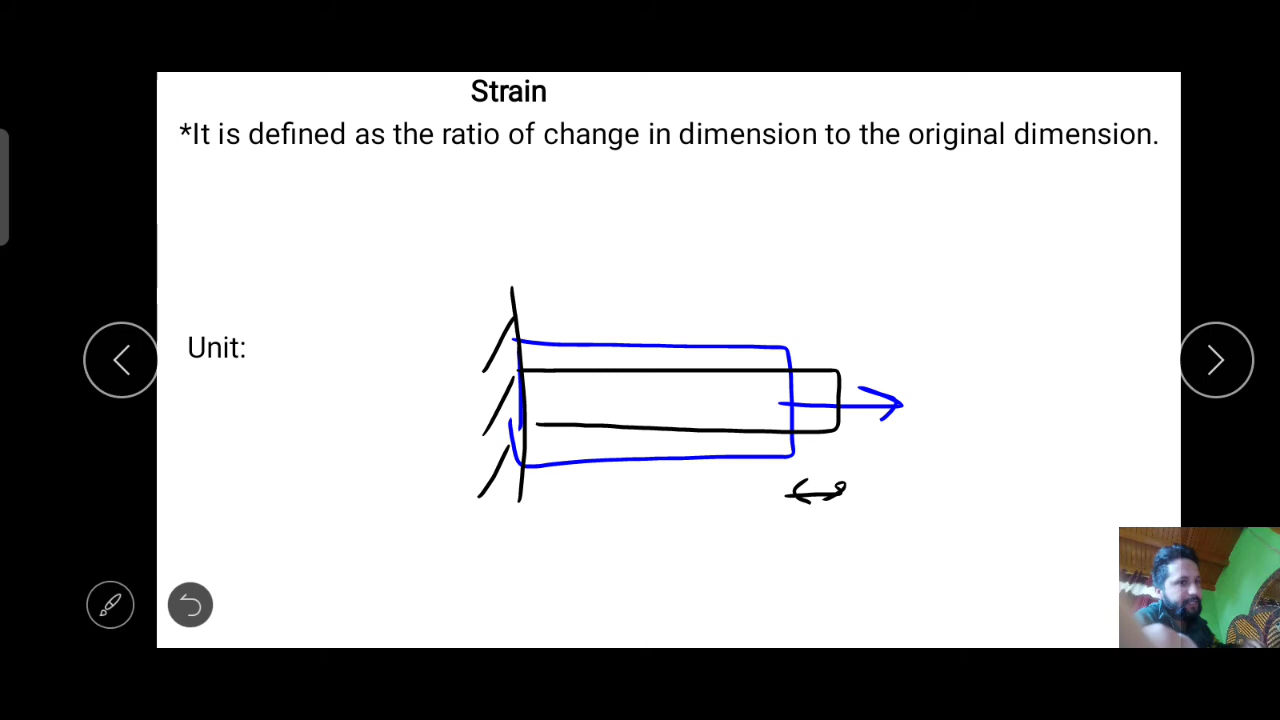 Strain
*It is defined as the ratio of change in dimension to the original dimension.
Unit: